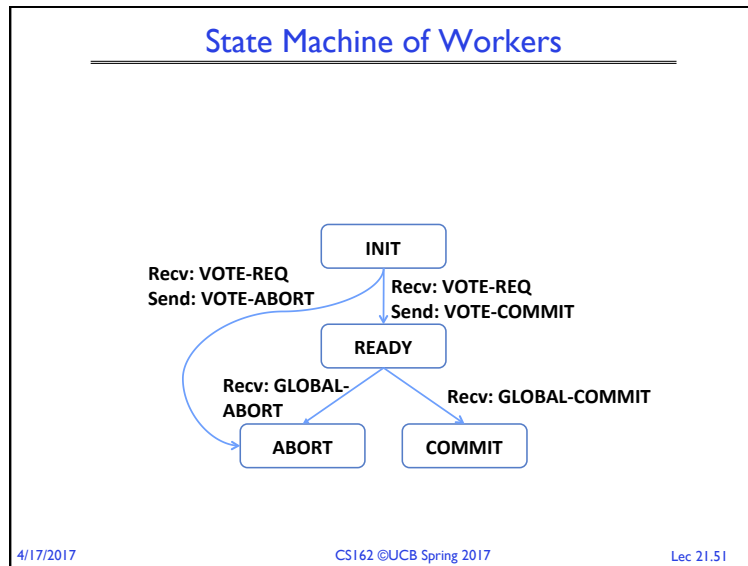 State Machine of Workers
INIT
Recv: VOTE-REQ
Send: VOTE-ABORT
Recv: VOTE-REQ
Send: VOTE-COMMIT
READY
Recv: GLOBAL-
ABORT
Recv: GLOBAL-COMMIT
ABORT
COMMIT
4/17/2017
CS162 ©UCB Spring 2017
Lec 21.51